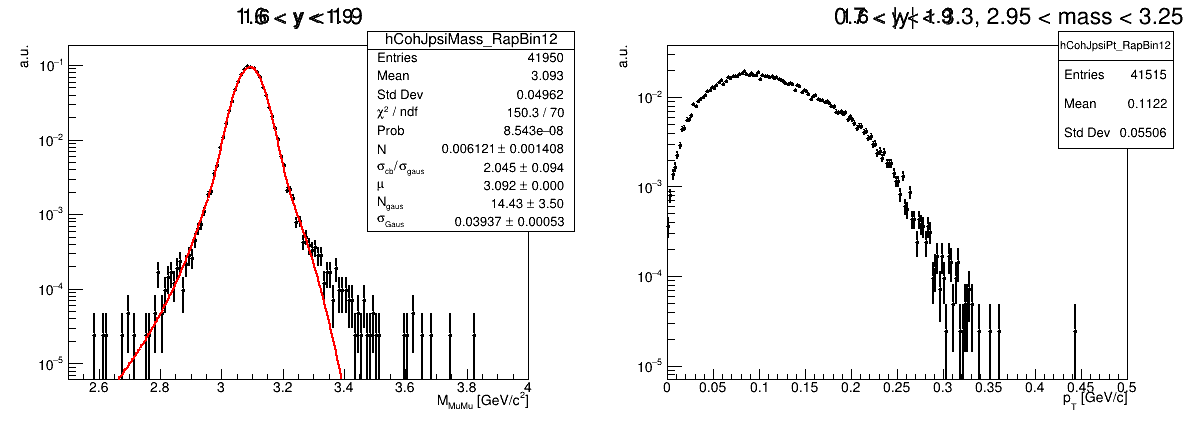 1.6 < y < 1.9
a.u.
hCohJpsiMass_RapBin12
Entries 41950
Mean 3.093
Std Dev 0.04962
χ² / ndf 150.3 / 70
Prob 8.543e-08
N 0.006121 ± 0.001408
σcb/σgaus 2.045 ± 0.094
μ 3.092 ± 0.000
Ngaus 14.43 ± 3.50
σGaus 0.03937 ± 0.00053
10⁻¹
10⁻²
10⁻³
10⁻⁴
10⁻⁵
2.6 2.8 3 3.2 3.4 3.6 3.8 4
MMuMu [GeV/c²]
3.3, 2.95 < mass < 3.25
a.u.
hCohJpsiPt_RapBin12
Entries 41515
Mean 0.1122
Std Dev 0.05506
10⁻²
10⁻³
10⁻⁴
10⁻⁵
0 0.05 0.1 0.15 0.2 0.25 0.3 0.35 0.4 0.45 0.5
pT [GeV/c]